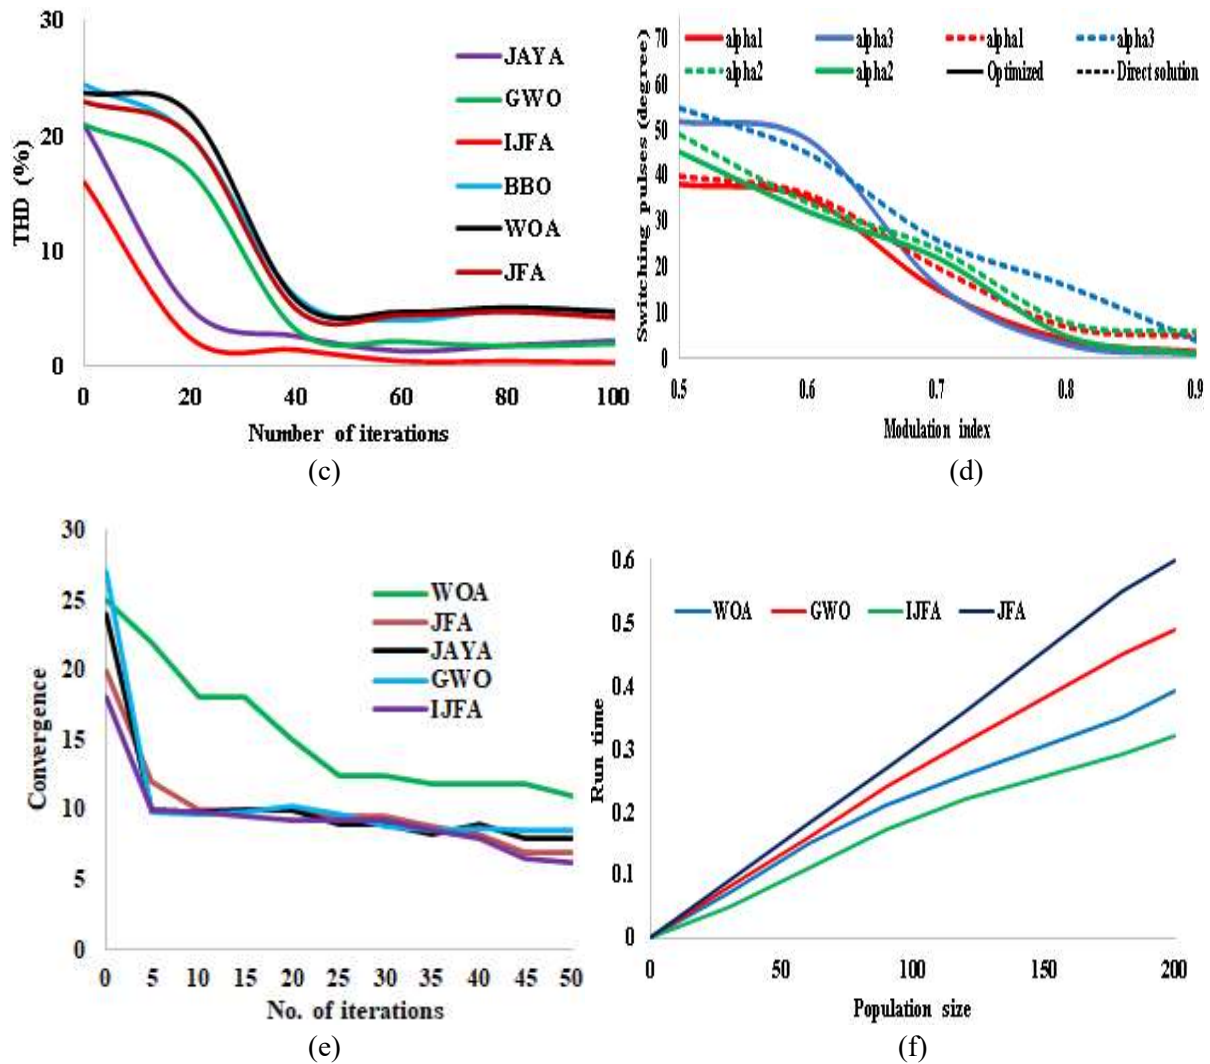 30
20
10
0
THD (%)
JAYA
GWO
IJFA
BBO
WOA
JFA
0 20 40 60 80 100
Number of iterations
(c)
70
60
50
40
30
20
10
0
Switching pulses (degree)
alpha1 alpha3 alpha1 alpha3
alpha2 alpha2 Optimized Direct solution
0.5 0.6 0.7 0.8 0.9
Modulation index
(d)
30
25
20
15
10
5
0
Convergence
WOA
JFA
JAYA
GWO
IJFA
0 5 10 15 20 25 30 35 40 45 50
No. of iterations
(e)
0.6
0.5
0.4
0.3
0.2
0.1
0
Run time
WOA GWO IJFA JFA
0 50 100 150 200
Population size
(f)